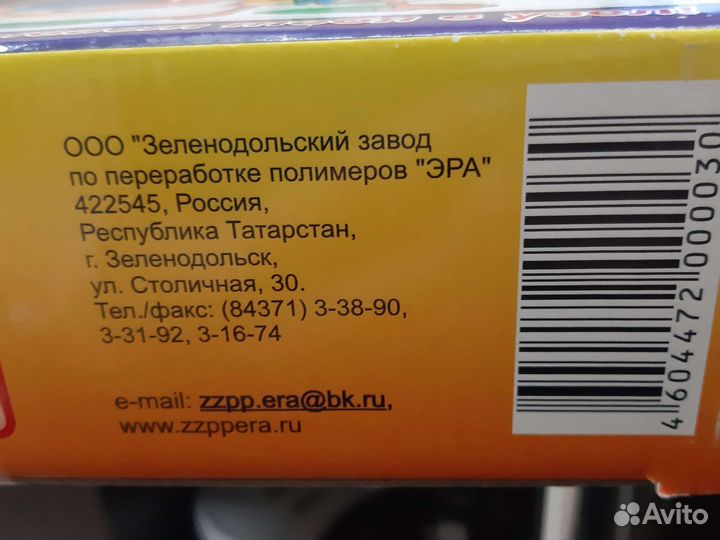 ООО "Зеленодольский завод
по переработке полимеров "ЭРА"
422545, Россия,
Республика Татарстан,
г. Зеленодольск,
ул. Столичная, 30.
Тел./факс: (84371) 3-38-90,
3-31-92, 3-16-74
e-mail: zzpp.era@bk.ru,
www.zzppera.ru
4 604472 000030
Avito